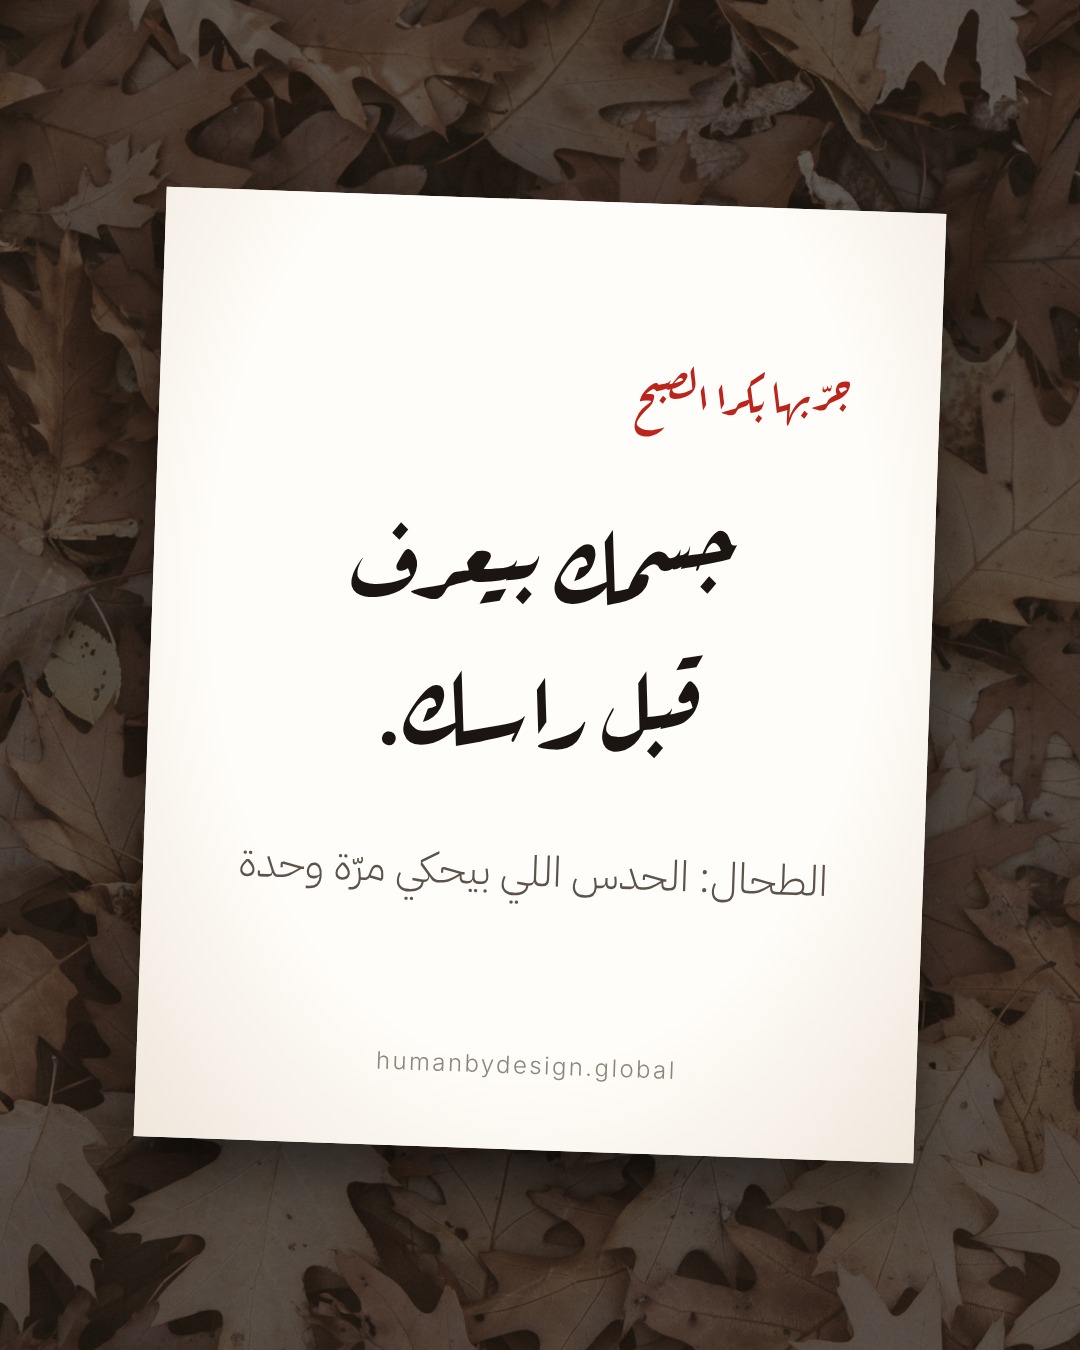 جرّبها بكرا الصبح
جسمك بيعرف
قبل راسك.
الطحال: الحدس اللي بيحكي مرّة وحدة
humanbydesign.global